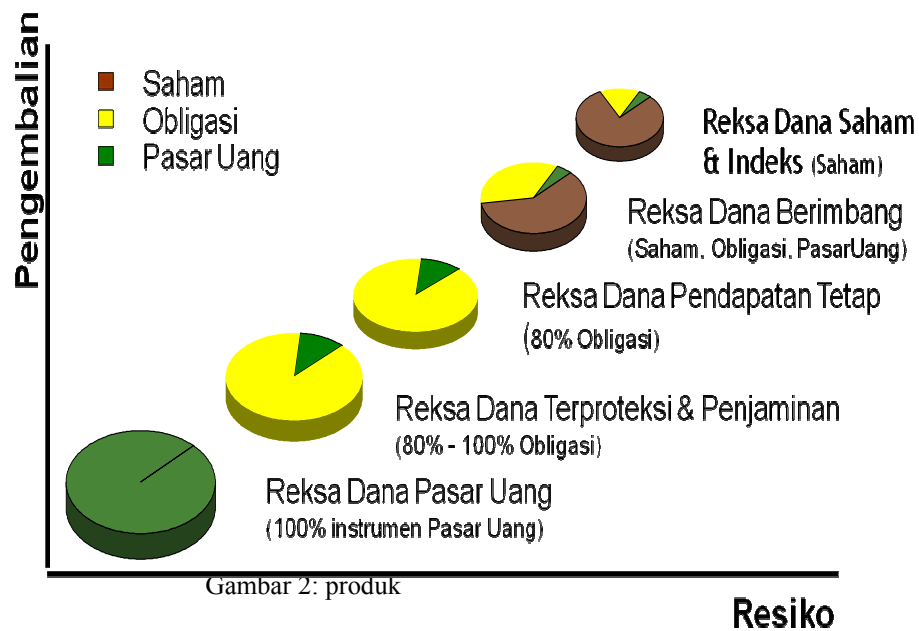 Pengembalian
Saham
Obligasi
Pasar Uang
Reksa Dana Saham
& Indeks (Saham)
Reksa Dana Berimbang
(Saham, Obligasi, PasarUang)
Reksa Dana Pendapatan Tetap
(80% Obligasi)
Reksa Dana Terproteksi & Penjaminan
(80% - 100% Obligasi)
Reksa Dana Pasar Uang
(100% instrumen Pasar Uang)
Gambar 2: produk
Resiko